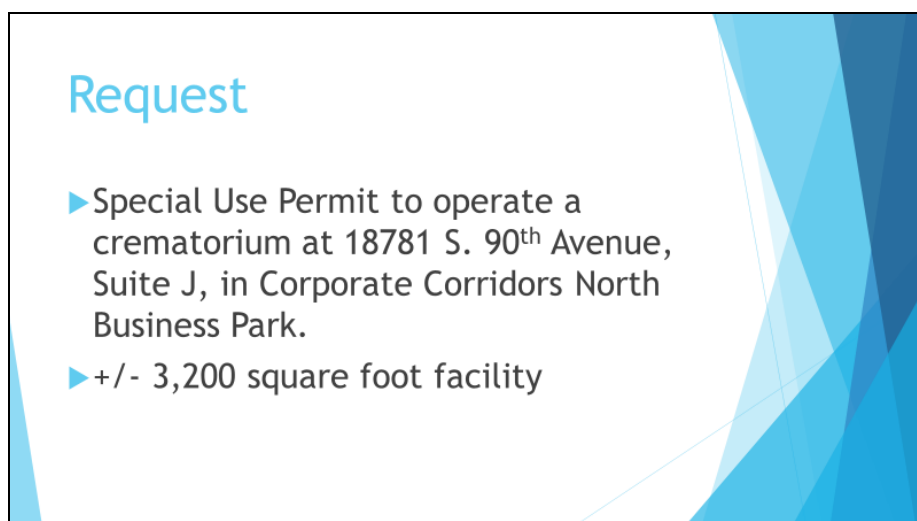 Request
▶Special Use Permit to operate a
crematorium at 18781 S. 90th Avenue,
Suite J, in Corporate Corridors North
Business Park.
▶+/- 3,200 square foot facility